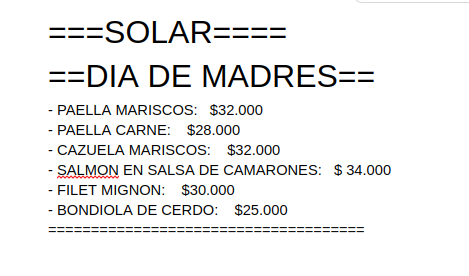 ===SOLAR====
==DIA DE MADRES==
- PAELLA MARISCOS:   $32.000
- PAELLA CARNE:    $28.000
- CAZUELA MARISCOS:    $32.000
- SALMON EN SALSA DE CAMARONES:   $ 34.000
- FILET MIGNON:    $30.000
- BONDIOLA DE CERDO:    $25.000
=====================================